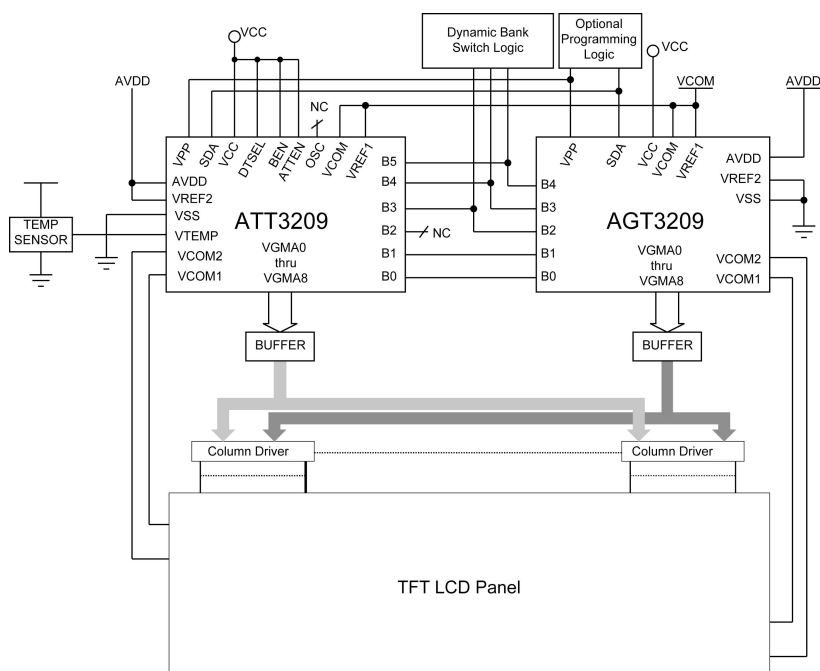 Dynamic Bank
Switch Logic
Optional
Programming
Logic
VCC
VCC
AVDD
NC
VCOM
AVDD
VPP
SDA
VCC
DTSEL
BEN
ATTEN
OSC
VCOM
VREF1
VPP
SDA
VCC
VCOM
VREF1
AVDD
VREF2
VSS
VTEMP
VCOM2
VCOM1
TEMP
SENSOR
ATT3209
VGMA0
thru
VGMA8
B5
B4
B3
B2
B1
B0
NC
B4
B3
B2
B1
B0
AGT3209
VGMA0
thru
VGMA8
AVDD
VREF2
VSS
VCOM2
VCOM1
BUFFER
BUFFER
Column Driver
Column Driver
TFT LCD Panel